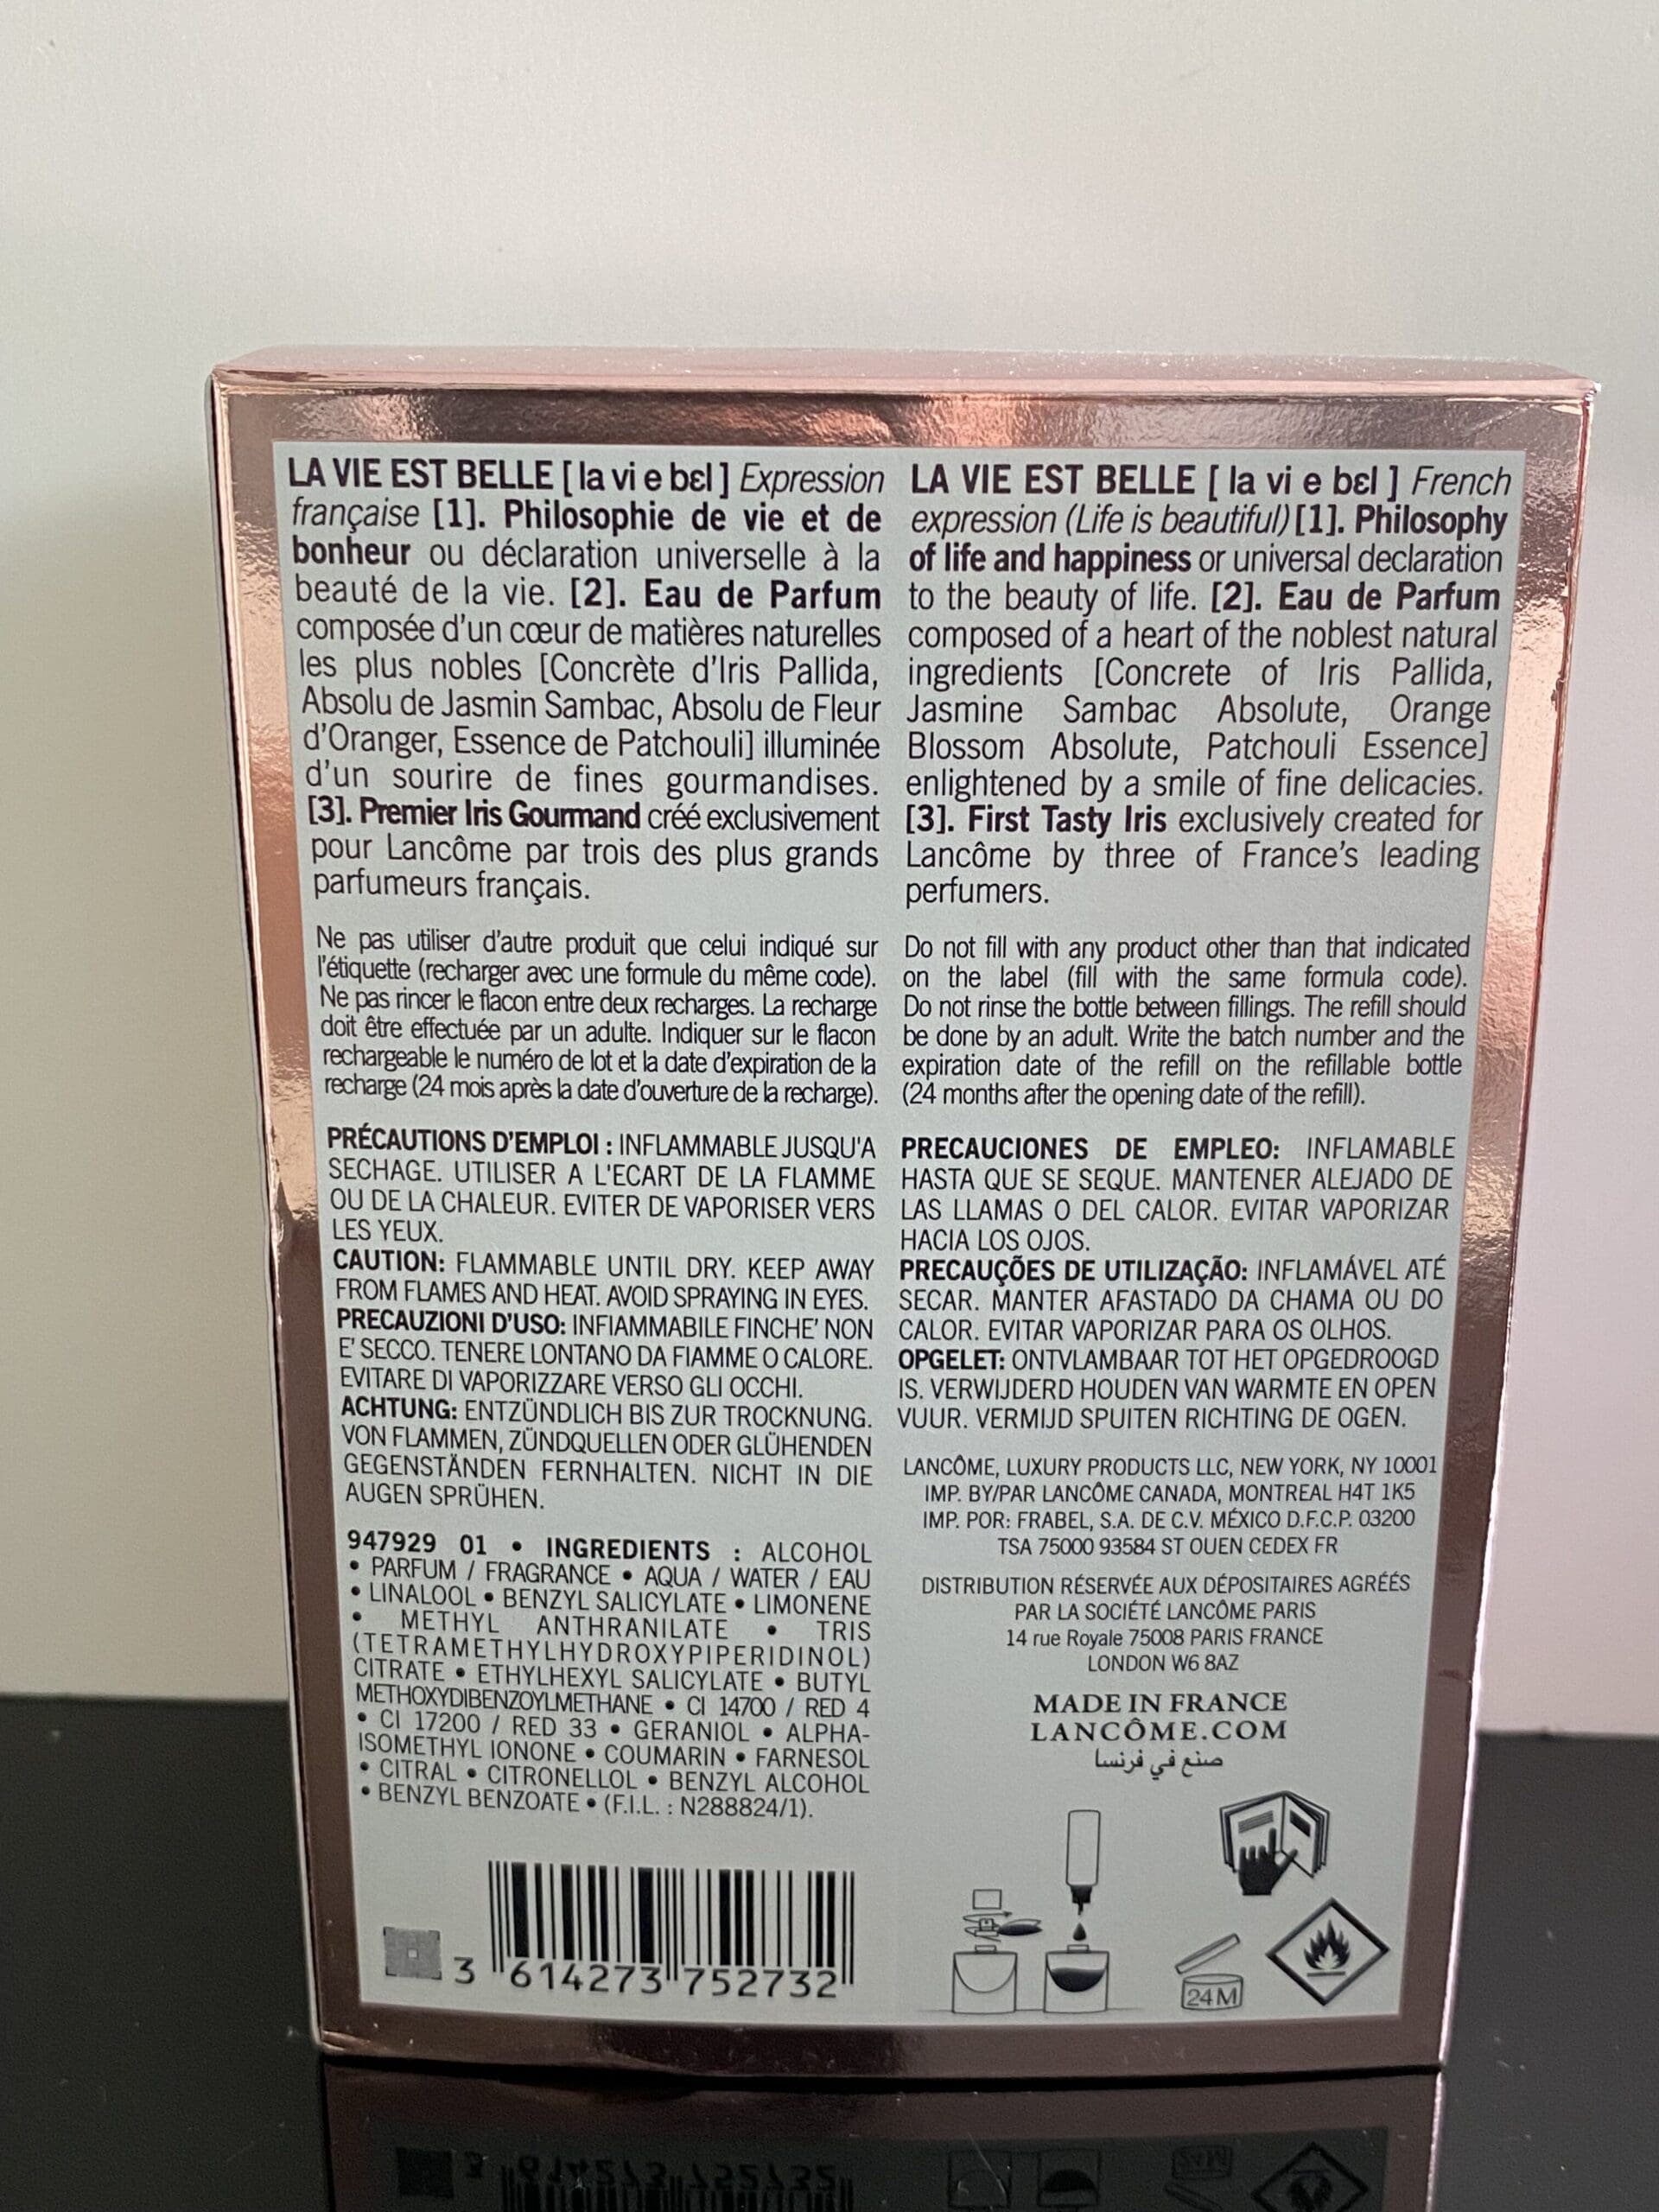 LA VIE EST BELLE [ la vi e bɛl ] Expression
française [1]. Philosophie de vie et de
bonheur ou déclaration universelle à la
beauté de la vie. [2]. Eau de Parfum
composée d'un cœur de matières naturelles
les plus nobles [Concrète d'Iris Pallida,
Absolu de Jasmin Sambac, Absolu de Fleur
d'Oranger, Essence de Patchouli] illuminée
d'un sourire de fines gourmandises.
[3]. Premier Iris Gourmand créé exclusivement
pour Lancôme par trois des plus grands
parfumeurs français.
Ne pas utiliser d'autre produit que celui indiqué sur
l'étiquette (recharger avec une formule du même code).
Ne pas rincer le flacon entre deux recharges. La recharge
doit être effectuée par un adulte. Indiquer sur le flacon
rechargeable le numéro de lot et la date d'expiration de la
recharge (24 mois après la date d'ouverture de la recharge).
PRÉCAUTIONS D'EMPLOI : INFLAMMABLE JUSQU'A
SECHAGE. UTILISER A L'ECART DE LA FLAMME
OU DE LA CHALEUR. EVITER DE VAPORISER VERS
LES YEUX.
CAUTION: FLAMMABLE UNTIL DRY. KEEP AWAY
FROM FLAMES AND HEAT. AVOID SPRAYING IN EYES.
PRECAUZIONI D'USO: INFIAMMABILE FINCHE' NON
E' SECCO. TENERE LONTANO DA FIAMME O CALORE.
EVITARE DI VAPORIZZARE VERSO GLI OCCHI.
ACHTUNG: ENTZÜNDLICH BIS ZUR TROCKNUNG.
VON FLAMMEN, ZÜNDQUELLEN ODER GLÜHENDEN
GEGENSTÄNDEN FERNHALTEN. NICHT IN DIE
AUGEN SPRÜHEN.
947929 01 • INGREDIENTS : ALCOHOL
• PARFUM / FRAGRANCE • AQUA / WATER / EAU
• LINALOOL • BENZYL SALICYLATE • LIMONENE
• METHYL ANTHRANILATE • TRIS
(TETRAMETHYLHYDROXYPIPERIDINOL)
CITRATE • ETHYLHEXYL SALICYLATE • BUTYL
METHOXYDIBENZOYLMETHANE • CI 14700 / RED 4
• CI 17200 / RED 33 • GERANIOL • ALPHA-
ISOMETHYL IONONE • COUMARIN • FARNESOL
• CITRAL • CITRONELLOL • BENZYL ALCOHOL
• BENZYL BENZOATE • (F.I.L. : N288824/1).
3 614273 752732
LA VIE EST BELLE [ la vi e bɛl ] French
expression (Life is beautiful) [1]. Philosophy
of life and happiness or universal declaration
to the beauty of life. [2]. Eau de Parfum
composed of a heart of the noblest natural
ingredients [Concrete of Iris Pallida,
Jasmine Sambac Absolute, Orange
Blossom Absolute, Patchouli Essence]
enlightened by a smile of fine delicacies.
[3]. First Tasty Iris exclusively created for
Lancôme by three of France's leading
perfumers.
Do not fill with any product other than that indicated
on the label (fill with the same formula code).
Do not rinse the bottle between fillings. The refill should
be done by an adult. Write the batch number and the
expiration date of the refill on the refillable bottle
(24 months after the opening date of the refill).
PRECAUCIONES DE EMPLEO: INFLAMABLE
HASTA QUE SE SEQUE. MANTENER ALEJADO DE
LAS LLAMAS O DEL CALOR. EVITAR VAPORIZAR
HACIA LOS OJOS.
PRECAUÇÕES DE UTILIZAÇÃO: INFLAMÁVEL ATÉ
SECAR. MANTER AFASTADO DA CHAMA OU DO
CALOR. EVITAR VAPORIZAR PARA OS OLHOS.
OPGELET: ONTVLAMBAAR TOT HET OPGEDROOGD
IS. VERWIJDERD HOUDEN VAN WARMTE EN OPEN
VUUR. VERMIJD SPUITEN RICHTING DE OGEN.
LANCÔME, LUXURY PRODUCTS LLC, NEW YORK, NY 10001
IMP. BY/PAR LANCÔME CANADA, MONTREAL H4T 1K5
IMP. POR: FRABEL, S.A. DE C.V. MÉXICO D.F.C.P. 03200
TSA 75000 93584 ST OUEN CEDEX FR
DISTRIBUTION RÉSERVÉE AUX DÉPOSITAIRES AGRÉÉS
PAR LA SOCIÉTÉ LANCÔME PARIS
14 rue Royale 75008 PARIS FRANCE
LONDON W6 8AZ
MADE IN FRANCE
LANCÔME.COM
صنع في فرنسا
24M